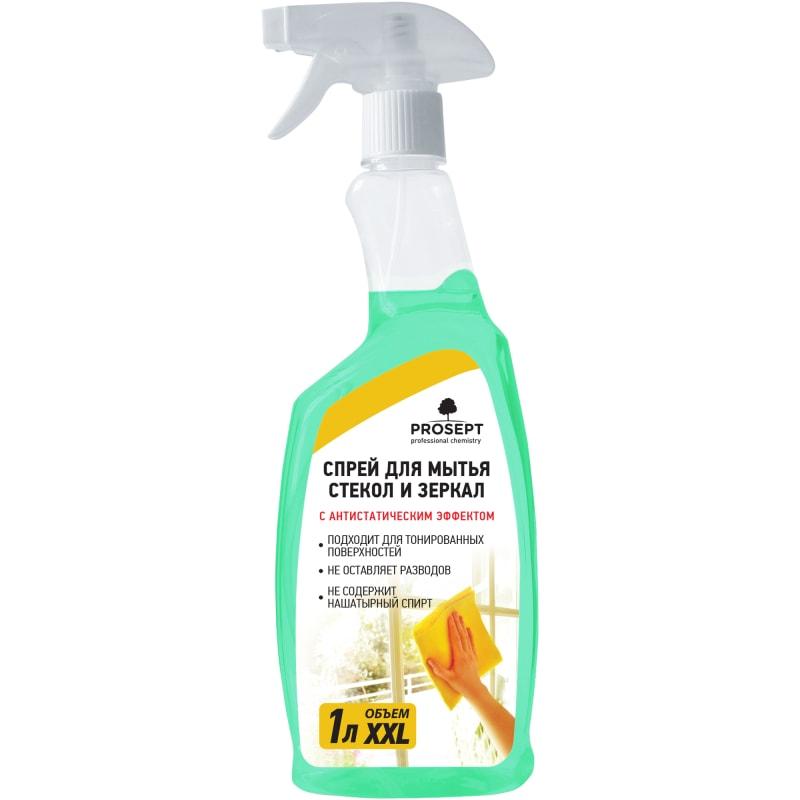 PROSEPT
professional chemistry
СПРЕЙ ДЛЯ МЫТЬЯ
СТЕКОЛ И ЗЕРКАЛ
С АНТИСТАТИЧЕСКИМ ЭФФЕКТОМ
• ПОДХОДИТ ДЛЯ ТОНИРОВАННЫХ
ПОВЕРХНОСТЕЙ
• НЕ ОСТАВЛЯЕТ РАЗВОДОВ
• НЕ СОДЕРЖИТ
НАШАТЫРНЫЙ СПИРТ
1л ОБЪЕМ
XXL